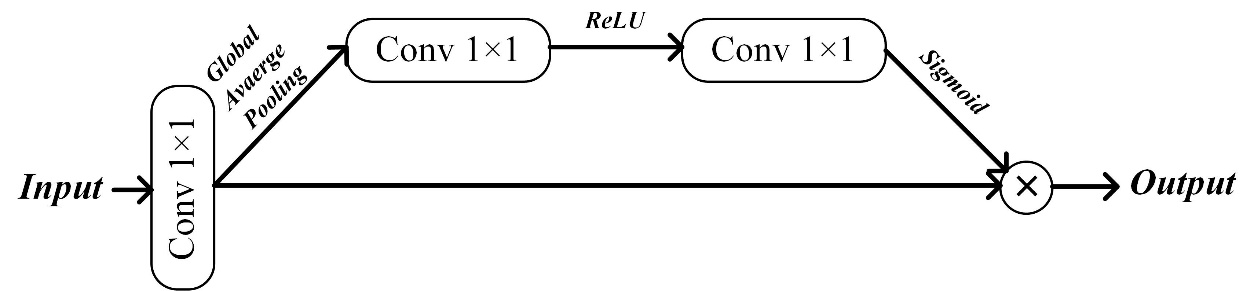 Input
Conv 1×1
Global
Avaerge
Pooling
Conv 1×1
ReLU
Conv 1×1
Sigmoid
×
Output